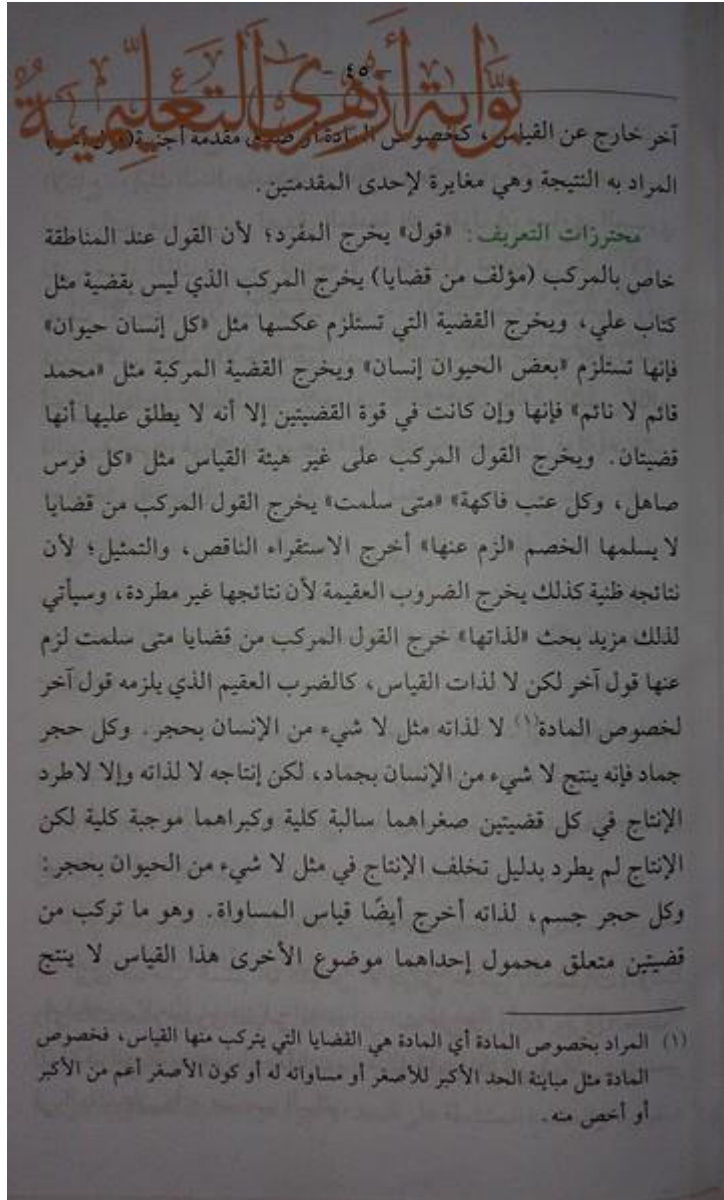 بوابة أزهري التعليمية
- ٤٥ -
آخر خارج عن القياس، كخصوص المادة أو صدق مقدمة أجنبية
المراد به النتيجة وهي مغايرة لإحدى المقدمتين.
محترزات التعريف: «قول» يخرج المفرد؛ لأن القول عند المناطقة
خاص بالمركب (مؤلف من قضايا) يخرج المركب الذي ليس بقضية مثل
كتاب علي، ويخرج القضية التي تستلزم عكسها مثل «كل إنسان حيوان»
فإنها تستلزم «بعض الحيوان إنسان» ويخرج القضية المركبة مثل «محمد
قائم لا نائم» فإنها وإن كانت في قوة القضيتين إلا أنه لا يطلق عليها أنها
قضيتان. ويخرج القول المركب على غير هيئة القياس مثل «كل فرس
صاهل، وكل عنب فاكهة» «متى سلمت» يخرج القول المركب من قضايا
لا يسلمها الخصم «لزم عنها» أخرج الاستقراء الناقص، والتمثيل؛ لأن
نتائجه ظنية كذلك يخرج الضروب العقيمة لأن نتائجها غير مطردة، وسيأتي
لذلك مزيد بحث «لذاتها» خرج القول المركب من قضايا متى سلمت لزم
عنها قول آخر لكن لا لذات القياس، كالضرب العقيم الذي يلزمه قول آخر
لخصوص المادة(١) لا لذاته مثل لا شيء من الإنسان بحجر. وكل حجر
جماد فإنه ينتج لا شيء من الإنسان بجماد، لكن إنتاجه لا لذاته وإلا لاطرد
الإنتاج في كل قضيتين صغراهما سالبة كلية وكبراهما موجبة كلية لكن
الإنتاج لم يطرد بدليل تخلف الإنتاج في مثل لا شيء من الحيوان بحجر:
وكل حجر جسم، لذاته أخرج أيضًا قياس المساواة. وهو ما تركب من
قضيتين متعلق محمول إحداهما موضوع الأخرى هذا القياس لا ينتج
(١) المراد بخصوص المادة أي المادة هي القضايا التي يتركب منها القياس، فخصوص
المادة مثل مباينة الحد الأكبر للأصغر أو مساواته له أو كون الأصغر أعم من الأكبر
أو أخص منه.